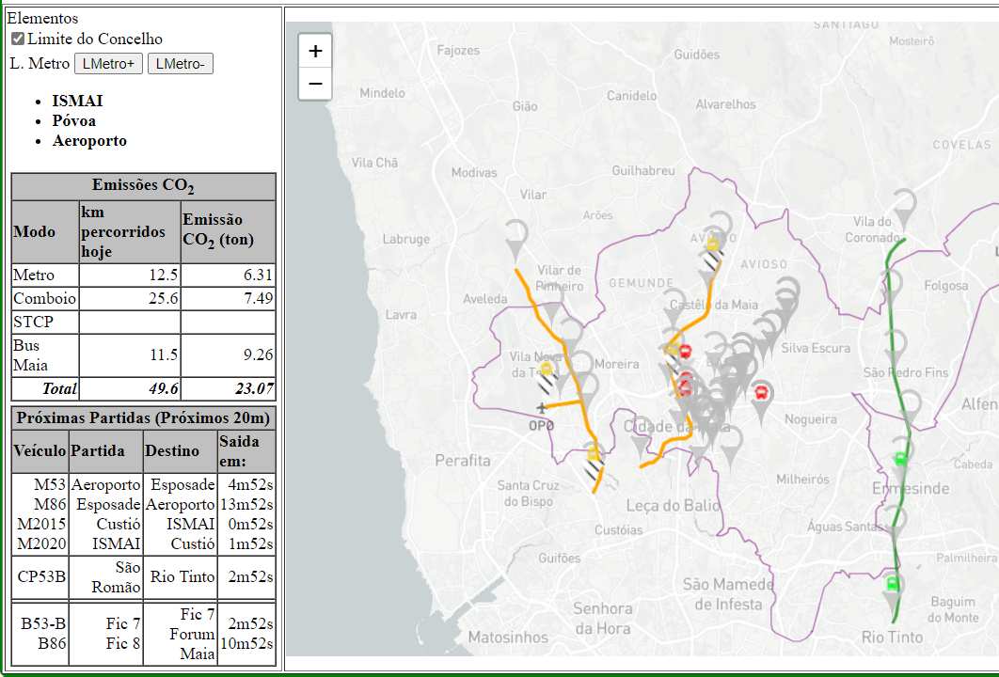 Elementos
Limite do Concelho
L. Metro LMetro+ LMetro-
ISMAI
Póvoa
Aeroporto
Emissões CO2
Modo km percorridos hoje Emissão CO2 (ton)
Metro 12.5 6.31
Comboio 25.6 7.49
STCP
Bus Maia 11.5 9.26
Total 49.6 23.07
Próximas Partidas (Próximos 20m)
Veículo Partida Destino Saida em:
M53 Aeroporto Esposade 4m52s
M86 Esposade Aeroporto 13m52s
M2015 Custió ISMAI 0m52s
M2020 ISMAI Custió 1m52s
CP53B São Romão Rio Tinto 2m52s
B53-B Fic 7 Fic 7 2m52s
B86 Fic 8 Forum Maia 10m52s
+
−
SANTIAGO
Mosteiró
Fajozes
Guidões
Mindelo
Canidelo
Gião
Alvarelhos
COVELAS
Vila Chã
Modivas
Guilhabreu
Vilar
Arões
Vila do
Coronado
Labruge
AVIOSO
AVIOSO
Vilar de
Pinheiro
GEMUNDE
Folgosa
Aveleda
Castêlo da Maia
Lavra
Silva Escura
Vila Nova
da Te
Moreira
São Pedro Fins
Alfen
Nogueira
OPO
Cidade da Maia
Perafita
Cabeda
Milheirós
Santa Cruz
do Bispo
Ermesinde
Leça do Balio
Custóias
Águas Santas
Guifões
Palmilheira
São Mamede
de Infesta
Baguim
do Monte
Senhora
da Hora
Matosinhos
Rio Tinto